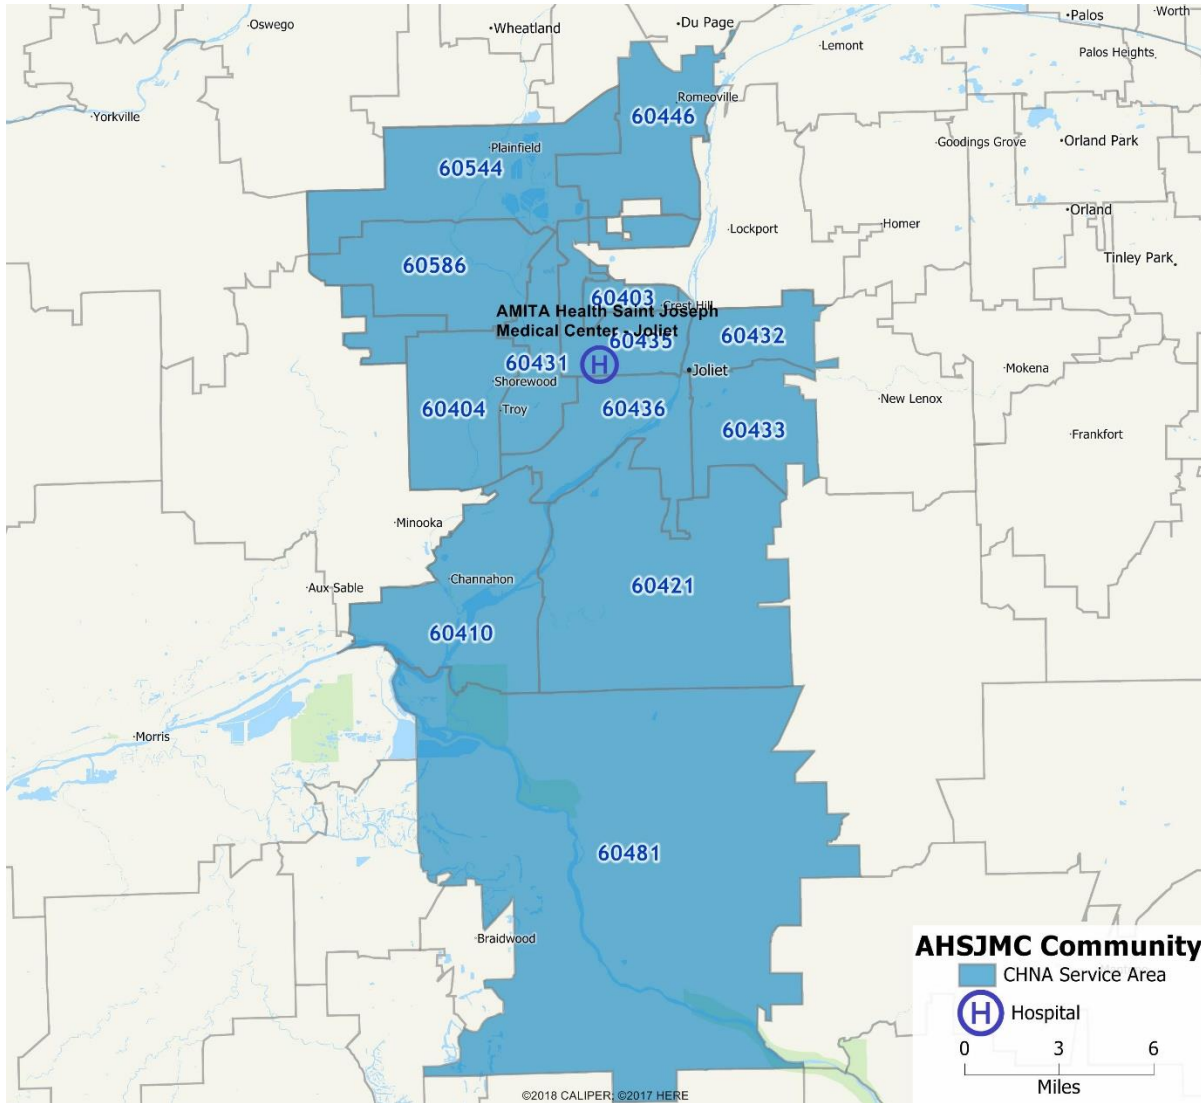 Oswego
Wheatland
Du Page
Palos
Worth
Lemont
Palos Heights
Romeoville
60446
Yorkville
Plainfield
60544
Goodings Grove
Orland Park
Orland
Lockport
Homer
Tinley Park
60586
60403
Crest Hill
AMITA Health Saint Joseph
Medical Center - Joliet
60435
60432
60431
H
Joliet
Mokena
Shorewood
60404
Troy
60436
New Lenox
60433
Frankfort
Minooka
Channahon
Aux Sable
60421
60410
Morris
60481
Braidwood
AHSJMC Community
CHNA Service Area
H Hospital
0 3 6
Miles
©2018 CALIPER; ©2017 HERE